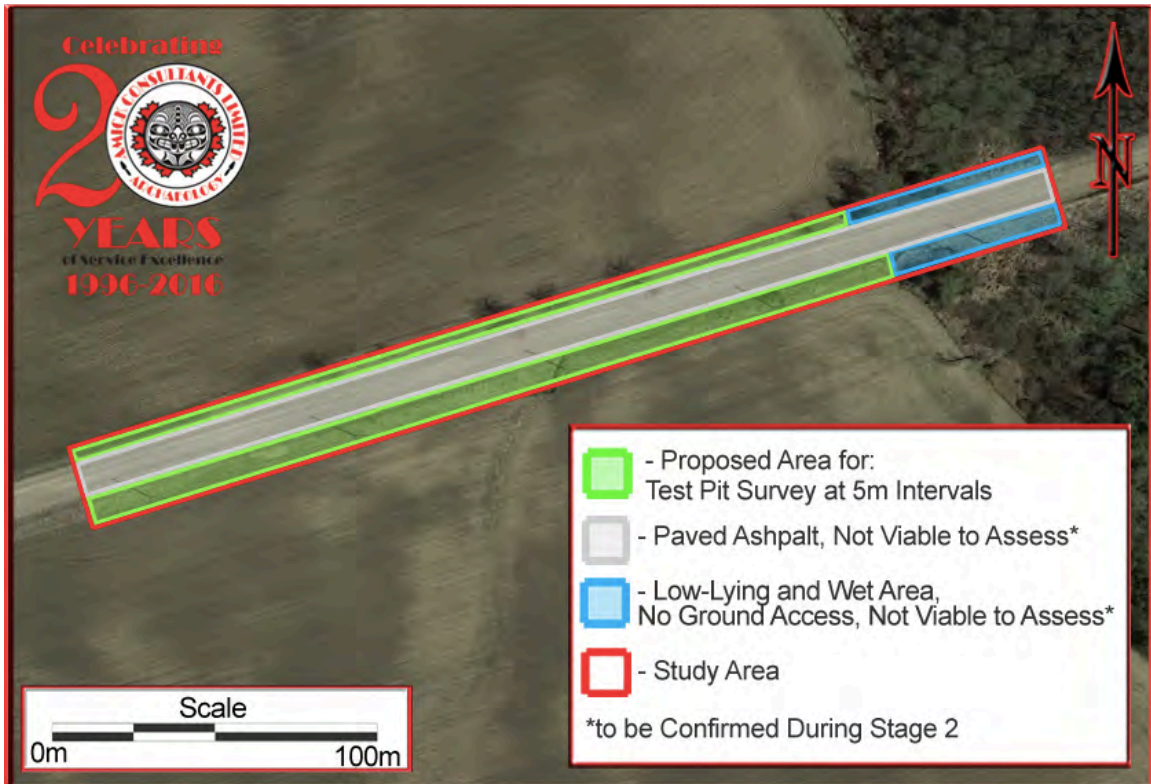 Celebrating
20
AMICK CONSULTANTS LIMITED
ARCHAEOLOGY
YEARS
of Service Excellence
1996-2016
N
- Proposed Area for:
Test Pit Survey at 5m Intervals
- Paved Ashpalt, Not Viable to Assess*
- Low-Lying and Wet Area,
No Ground Access, Not Viable to Assess*
- Study Area
*to be Confirmed During Stage 2
Scale
0m 100m